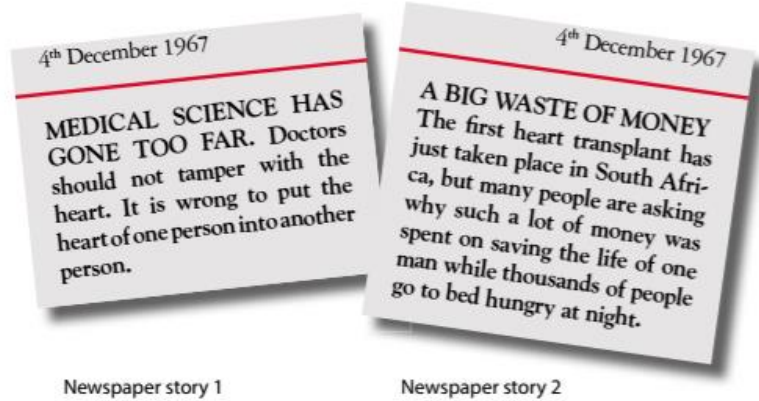 4th December 1967
MEDICAL SCIENCE HAS
GONE TOO FAR. Doctors
should not tamper with the
heart. It is wrong to put the
heart of one person into another
person.
Newspaper story 1
4th December 1967
A BIG WASTE OF MONEY
The first heart transplant has
just taken place in South Afri-
ca, but many people are asking
why such a lot of money was
spent on saving the life of one
man while thousands of people
go to bed hungry at night.
Newspaper story 2